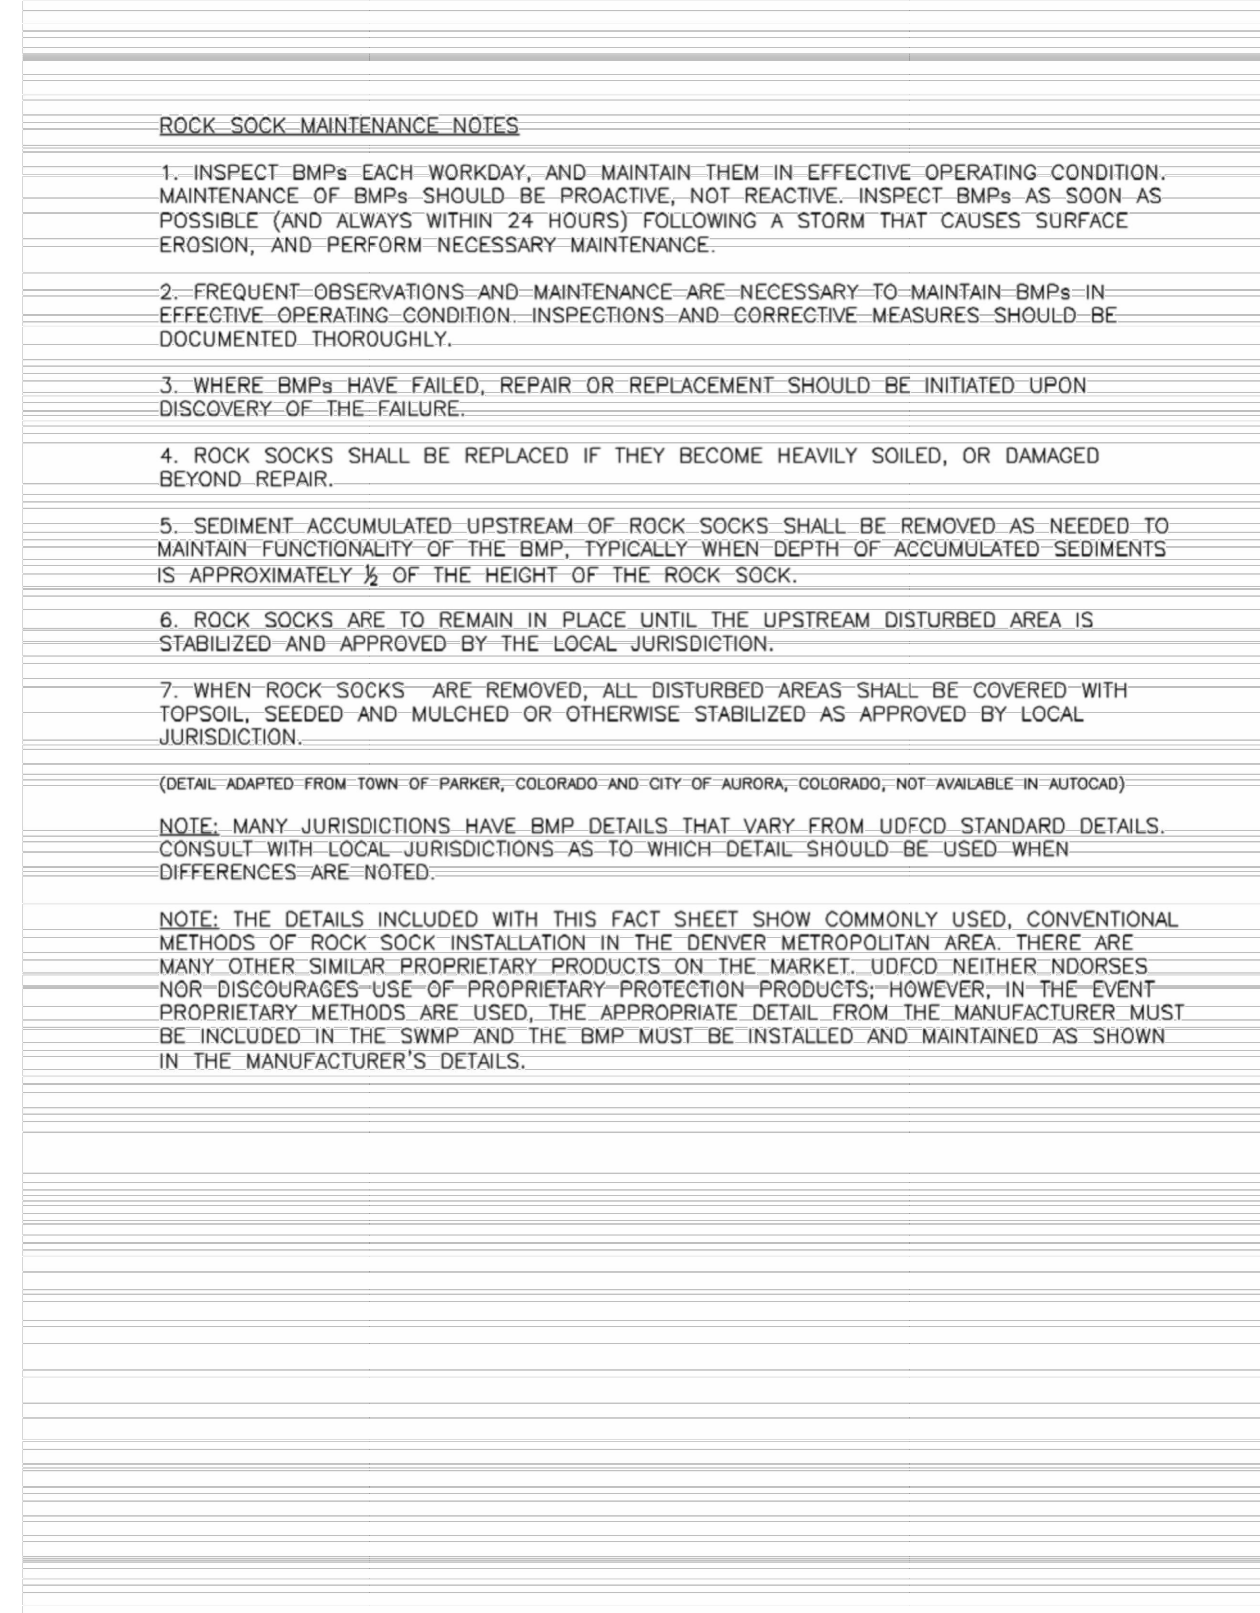 ROCK SOCK MAINTENANCE NOTES
1. INSPECT BMPs EACH WORKDAY, AND MAINTAIN THEM IN EFFECTIVE OPERATING CONDITION.
MAINTENANCE OF BMPs SHOULD BE PROACTIVE, NOT REACTIVE. INSPECT BMPs AS SOON AS
POSSIBLE (AND ALWAYS WITHIN 24 HOURS) FOLLOWING A STORM THAT CAUSES SURFACE
EROSION, AND PERFORM NECESSARY MAINTENANCE.
2. FREQUENT OBSERVATIONS AND MAINTENANCE ARE NECESSARY TO MAINTAIN BMPs IN
EFFECTIVE OPERATING CONDITION. INSPECTIONS AND CORRECTIVE MEASURES SHOULD BE
DOCUMENTED THOROUGHLY.
3. WHERE BMPs HAVE FAILED, REPAIR OR REPLACEMENT SHOULD BE INITIATED UPON
DISCOVERY OF THE FAILURE.
4. ROCK SOCKS SHALL BE REPLACED IF THEY BECOME HEAVILY SOILED, OR DAMAGED
BEYOND REPAIR.
5. SEDIMENT ACCUMULATED UPSTREAM OF ROCK SOCKS SHALL BE REMOVED AS NEEDED TO
MAINTAIN FUNCTIONALITY OF THE BMP, TYPICALLY WHEN DEPTH OF ACCUMULATED SEDIMENTS
IS APPROXIMATELY ½ OF THE HEIGHT OF THE ROCK SOCK.
6. ROCK SOCKS ARE TO REMAIN IN PLACE UNTIL THE UPSTREAM DISTURBED AREA IS
STABILIZED AND APPROVED BY THE LOCAL JURISDICTION.
7. WHEN ROCK SOCKS ARE REMOVED, ALL DISTURBED AREAS SHALL BE COVERED WITH
TOPSOIL, SEEDED AND MULCHED OR OTHERWISE STABILIZED AS APPROVED BY LOCAL
JURISDICTION.
(DETAIL ADAPTED FROM TOWN OF PARKER, COLORADO AND CITY OF AURORA, COLORADO, NOT AVAILABLE IN AUTOCAD)
NOTE: MANY JURISDICTIONS HAVE BMP DETAILS THAT VARY FROM UDFCD STANDARD DETAILS.
CONSULT WITH LOCAL JURISDICTIONS AS TO WHICH DETAIL SHOULD BE USED WHEN
DIFFERENCES ARE NOTED.
NOTE: THE DETAILS INCLUDED WITH THIS FACT SHEET SHOW COMMONLY USED, CONVENTIONAL
METHODS OF ROCK SOCK INSTALLATION IN THE DENVER METROPOLITAN AREA. THERE ARE
MANY OTHER SIMILAR PROPRIETARY PRODUCTS ON THE MARKET. UDFCD NEITHER NDORSES
NOR DISCOURAGES USE OF PROPRIETARY PROTECTION PRODUCTS; HOWEVER, IN THE EVENT
PROPRIETARY METHODS ARE USED, THE APPROPRIATE DETAIL FROM THE MANUFACTURER MUST
BE INCLUDED IN THE SWMP AND THE BMP MUST BE INSTALLED AND MAINTAINED AS SHOWN
IN THE MANUFACTURER'S DETAILS.